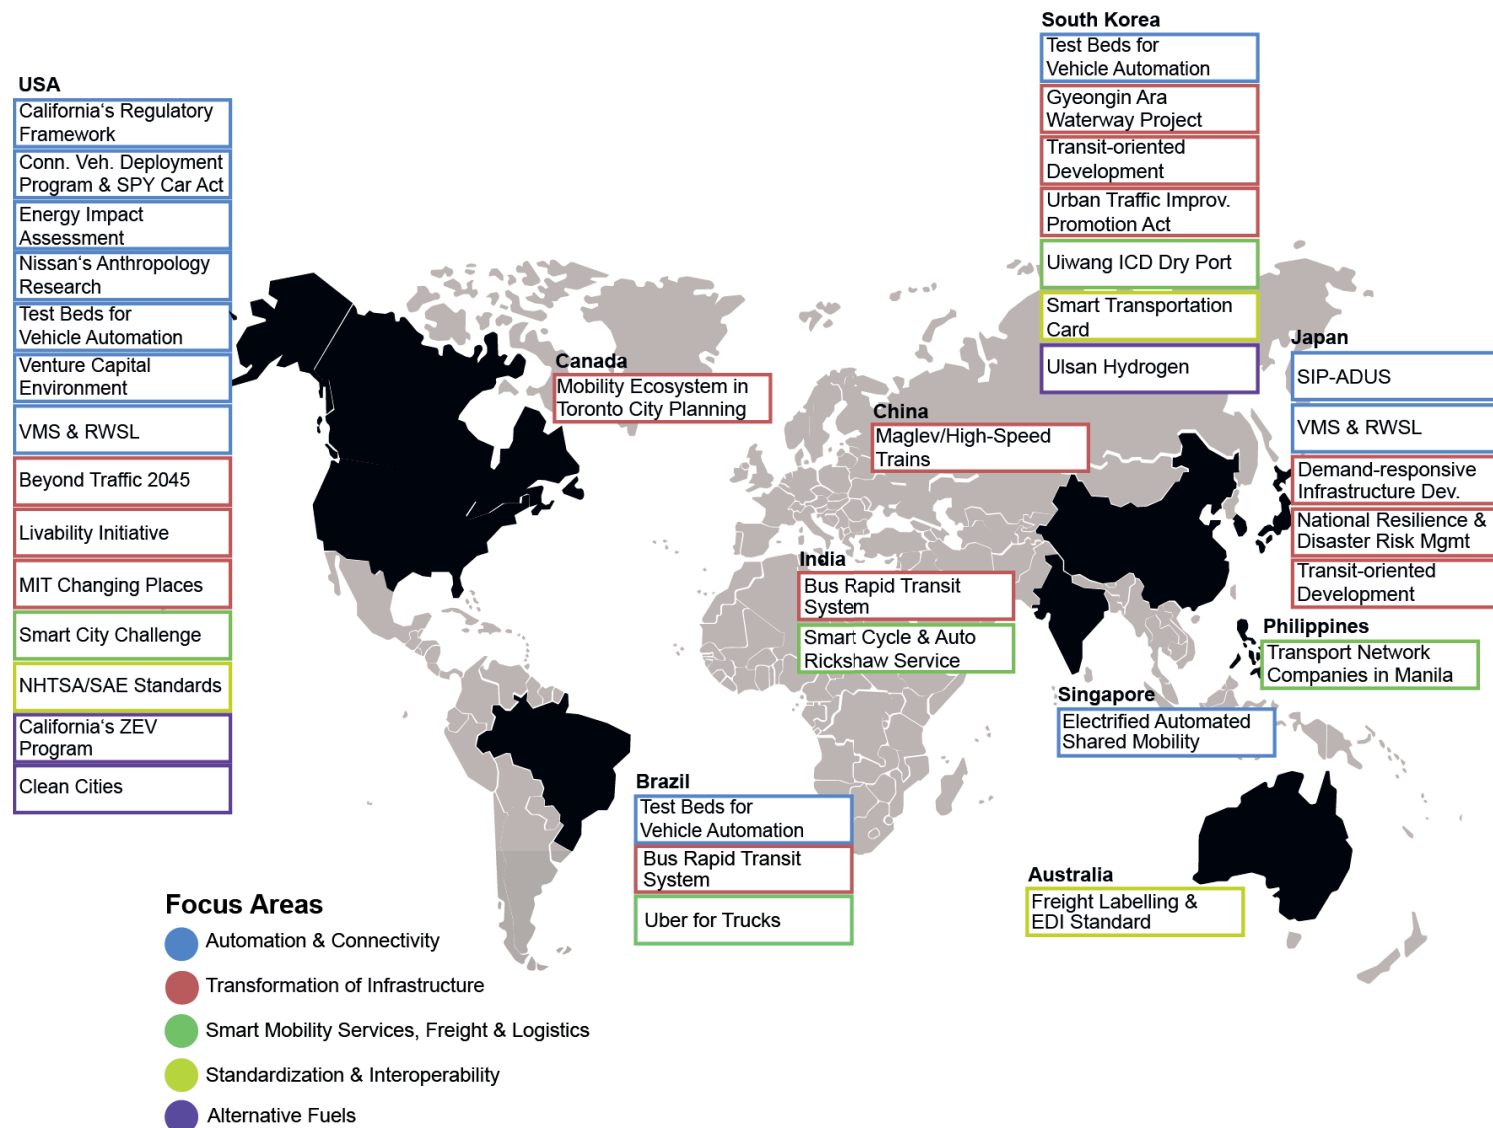 South Korea
Test Beds for
Vehicle Automation
Gyeongin Ara
Waterway Project
Transit-oriented
Development
Urban Traffic Improv.
Promotion Act
Uiwang ICD Dry Port
Smart Transportation
Card
Ulsan Hydrogen
USA
California‘s Regulatory
Framework
Conn. Veh. Deployment
Program & SPY Car Act
Energy Impact
Assessment
Nissan‘s Anthropology
Research
Test Beds for
Vehicle Automation
Venture Capital
Environment
VMS & RWSL
Beyond Traffic 2045
Livability Initiative
MIT Changing Places
Smart City Challenge
NHTSA/SAE Standards
California‘s ZEV
Program
Clean Cities
Canada
Mobility Ecosystem in
Toronto City Planning
China
Maglev/High-Speed
Trains
Japan
SIP-ADUS
VMS & RWSL
Demand-responsive
Infrastructure Dev.
National Resilience &
Disaster Risk Mgmt
Transit-oriented
Development
India
Bus Rapid Transit
System
Smart Cycle & Auto
Rickshaw Service
Philippines
Transport Network
Companies in Manila
Singapore
Electrified Automated
Shared Mobility
Brazil
Test Beds for
Vehicle Automation
Bus Rapid Transit
System
Uber for Trucks
Australia
Freight Labelling &
EDI Standard
Focus Areas
Automation & Connectivity
Transformation of Infrastructure
Smart Mobility Services, Freight & Logistics
Standardization & Interoperability
Alternative Fuels